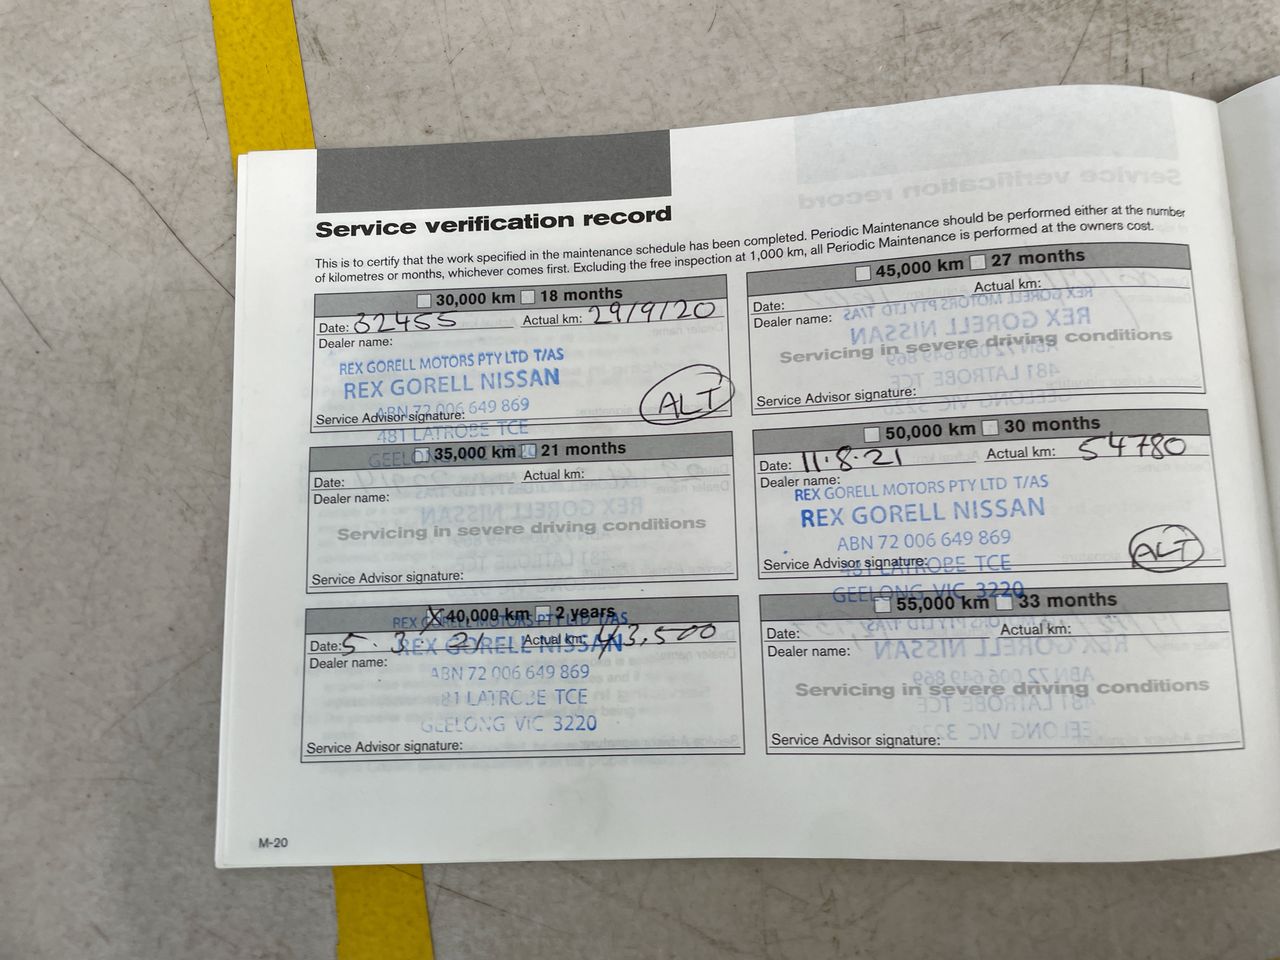 Service verification record
This is to certify that the work specified in the maintenance schedule has been completed. Periodic Maintenance should be performed either at the number
of kilometres or months, whichever comes first. Excluding the free inspection at 1,000 km, all Periodic Maintenance is performed at the owners cost.
30,000 km 18 months
Date: 32455 Actual km: 29/9/20
Dealer name:
REX GORELL MOTORS PTY LTD T/AS
REX GORELL NISSAN
ABN 72 006 649 869
Service Advisor signature: ALT
481 LATROBE TCE
GEELONG
35,000 km 21 months
Date: Actual km:
Dealer name:
Servicing in severe driving conditions
Service Advisor signature:
X 40,000 km 2 years
REX GORELL MOTORS PTY LTD T/AS
Date: 5.3.21 Actual km: 43,500
REX GORELL NISSAN
Dealer name:
ABN 72 006 649 869
81 LATROBE TCE
GEELONG VIC 3220
Service Advisor signature:
45,000 km 27 months
Date: Actual km:
Dealer name:
Servicing in severe driving conditions
Service Advisor signature:
50,000 km 30 months
Date: 11.8.21 Actual km: 54780
Dealer name:
REX GORELL MOTORS PTY LTD T/AS
REX GORELL NISSAN
ABN 72 006 649 869
Service Advisor signature: ALT
481 LATROBE TCE
GEELONG VIC 3220
55,000 km 33 months
Date: Actual km:
Dealer name:
Servicing in severe driving conditions
Service Advisor signature:
M-20